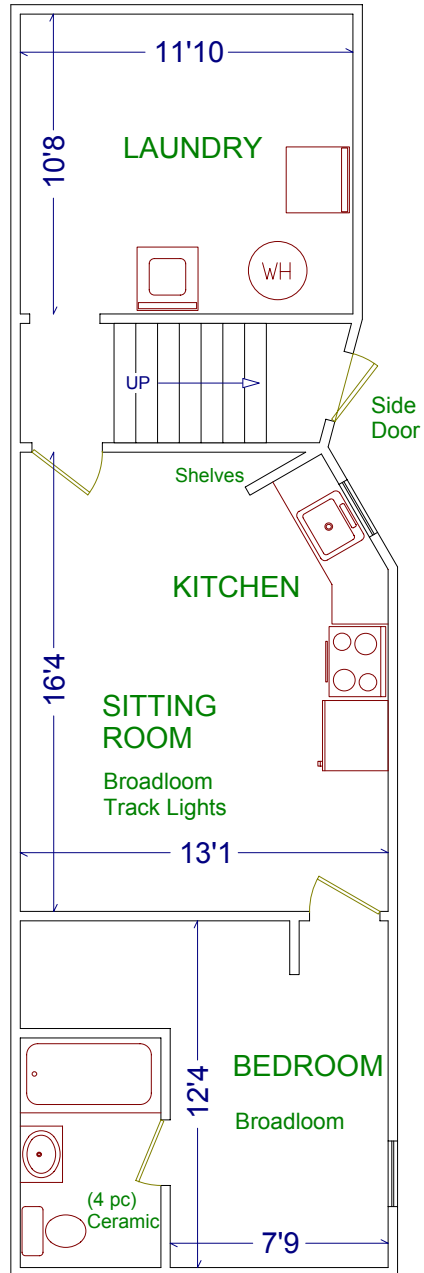 11'10
10'8
LAUNDRY
WH
UP
Side
Door
Shelves
KITCHEN
16'4
SITTING
ROOM
Broadloom
Track Lights
13'1
12'4
BEDROOM
Broadloom
(4 pc)
Ceramic
7'9